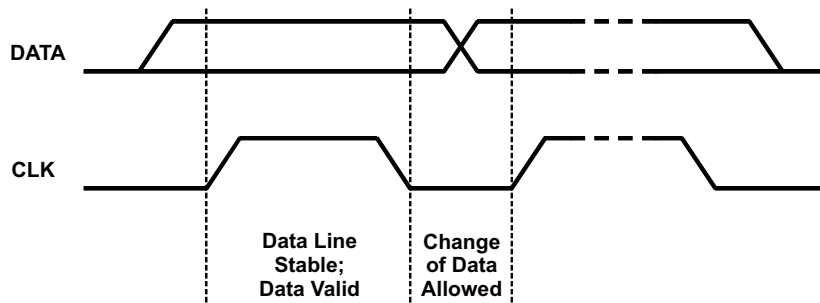 DATA
CLK
Data Line
Stable;
Data Valid
Change
of Data
Allowed